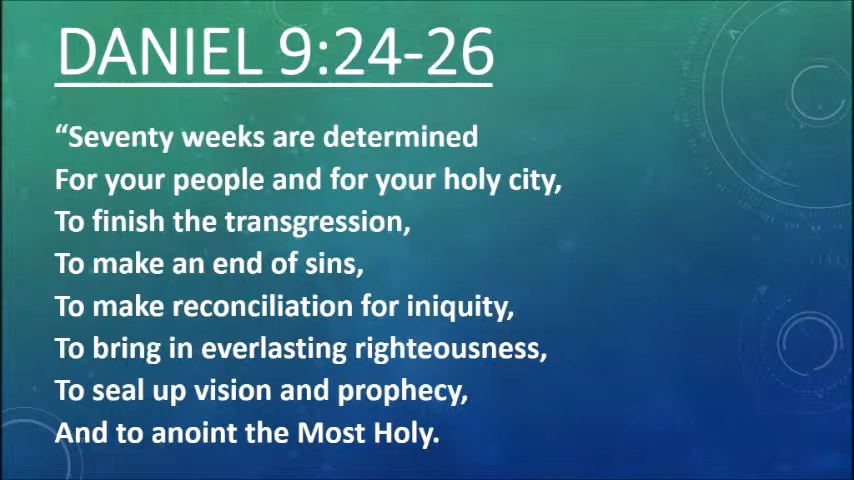 DANIEL 9:24-26
“Seventy weeks are determined
For your people and for your holy city,
To finish the transgression,
To make an end of sins,
To make reconciliation for iniquity,
To bring in everlasting righteousness,
To seal up vision and prophecy,
And to anoint the Most Holy.